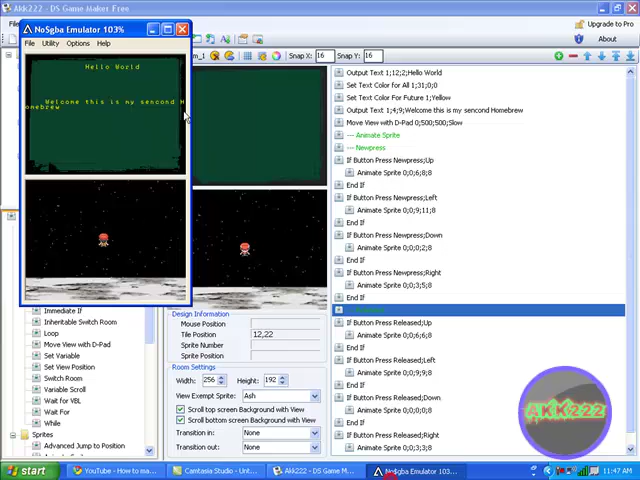 Akk222 - DS Game Maker Free
No$gba Emulator 103%
File Utility Options Help
Upgrade to Pro
About
Snap X: 16 Snap Y: 16
Hello World
Welcome this is my sencond H
omebrew
Output Text 1;12;2;Hello World
Set Text Color For All 1;31;0;0
Set Text Color For Future 1;Yellow
Output Text 1;4;9;Welcome this is my sencond Homebrew
Move View with D-Pad 0;500;500;Slow
--- Animate Sprite
--- Newpress
If Button Press Newpress;Up
Animate Sprite 0;0;6;8;8
End If
If Button Press Newpress;Left
Animate Sprite 0;0;9;11;8
End If
If Button Press Newpress;Down
Animate Sprite 0;0;0;2;8
End If
If Button Press Newpress;Right
Animate Sprite 0;0;3;5;8
End If
If Button Press Released;Up
Animate Sprite 0;0;6;6;8
End If
If Button Press Released;Left
Animate Sprite 0;0;9;9;8
End If
If Button Press Released;Down
Animate Sprite 0;0;0;0;8
End If
If Button Press Released;Right
Animate Sprite 0;0;3;3;8
End If
Immediate If
Inheritable Switch Room
Loop
Move View with D-Pad
Set Variable
Set View Position
Switch Room
Variable Scroll
Wait for VBL
Wait For
While
Sprites
Advanced Jump to Position
Design Information
Mouse Position
Tile Position 12,22
Sprite Number
Sprite Position
Room Settings
Width: 256 Height: 192
View Exempt Sprite: Ash
Scroll top screen Background with View
Scroll bottom screen Background with View
Transition in: None
Transition out: None
AKK222
start
YouTube - How to ma...
Camtasia Studio - Unt...
Akk222 - DS Game M...
No$gba Emulator 103...
11:47 AM